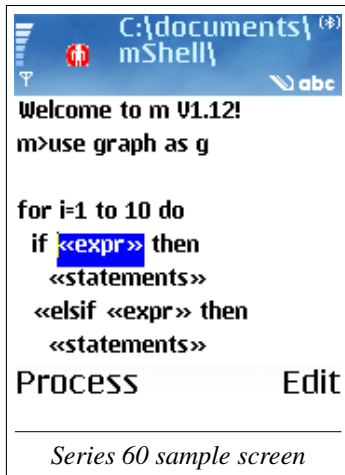 C:\documents\
mShell\
abc
Welcome to m V1.12!
m>use graph as g
for i=1 to 10 do
if «expr» then
«statements»
«elsif «expr» then
«statements»
Process Edit
Series 60 sample screen